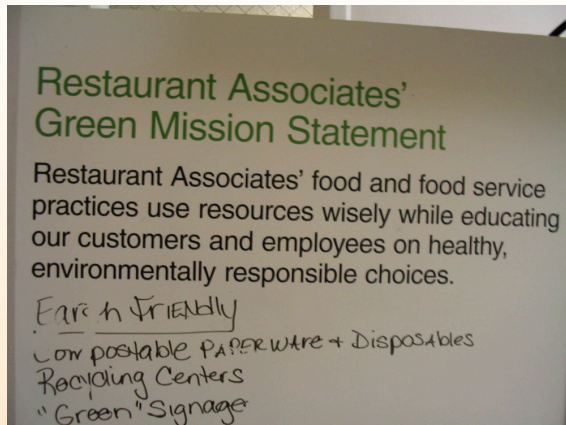 Restaurant Associates'
Green Mission Statement
Restaurant Associates' food and food service
practices use resources wisely while educating
our customers and employees on healthy,
environmentally responsible choices.
Earth Friendly
Compostable PAPERWARE + Disposables
Recycling Centers
"Green" Signage